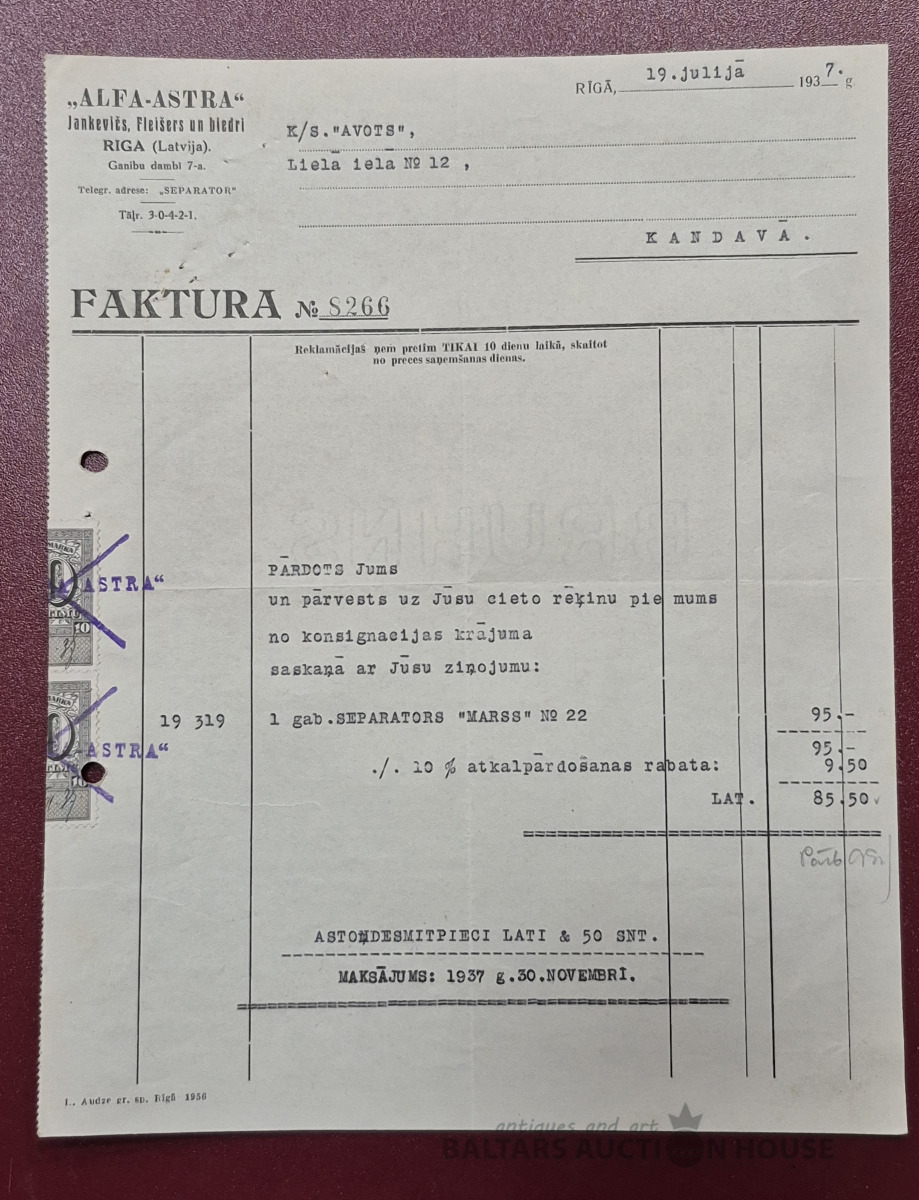 „ALFA-ASTRA“
Jankevičs, Fleišers un biedri
RIGA (Latvija).
Ganību dambī 7-a.
Telegr. adrese: „SEPARATOR“
Tāļr. 3-0-4-2-1.
RĪGĀ, 19.julijā 1937. g.
K/S."AVOTS",
Lielā ielā № 12 ,
KANDAVĀ.
FAKTURA № 8266
Reklamācijas ņem pretim TIKAI 10 dienu laikā, skaitot
no preces saņemšanas dienas.
PĀRDOTS Jums
ASTRA“
un pārvests uz Jūsu cieto rēķinu pie mums
10
no konsignacijas krājuma
saskaņā ar Jūsu ziņojumu:
19 319 1 gab.SEPARATORS "MARSS" № 22 95.-
ASTRA“ 95.-
10 ./. 10 % atkalpārdošanas rabata: 9.50
LAT. 85.50
ASTOŅDESMITPIECI LATI & 50 SNT.
MAKSĀJUMS: 1937 g.30.NOVEMBRĪ.
L. Audze gr. sp. Rīgā 1936
antiques and art
BALTARS AUCTION HOUSE